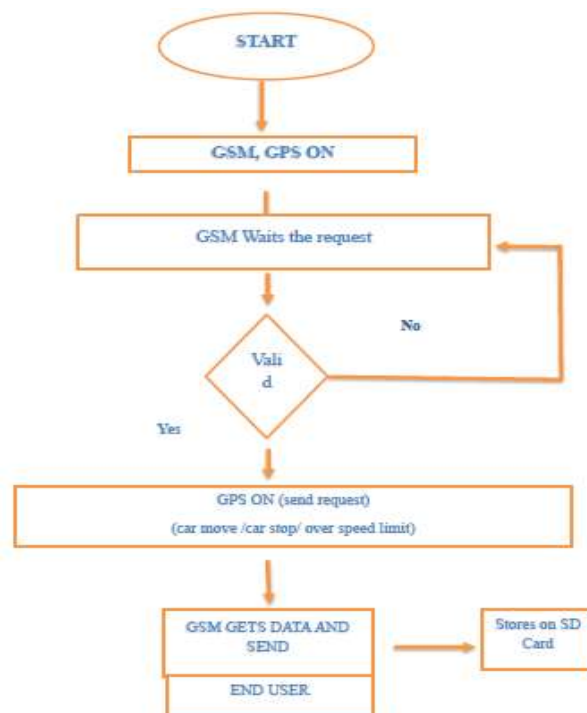 START
GSM, GPS ON
GSM Waits the request
No
Vali
d
Yes
GPS ON (send request)
(car move /car stop/ over speed limit)
GSM GETS DATA AND
SEND
Stores on SD
Card
END USER